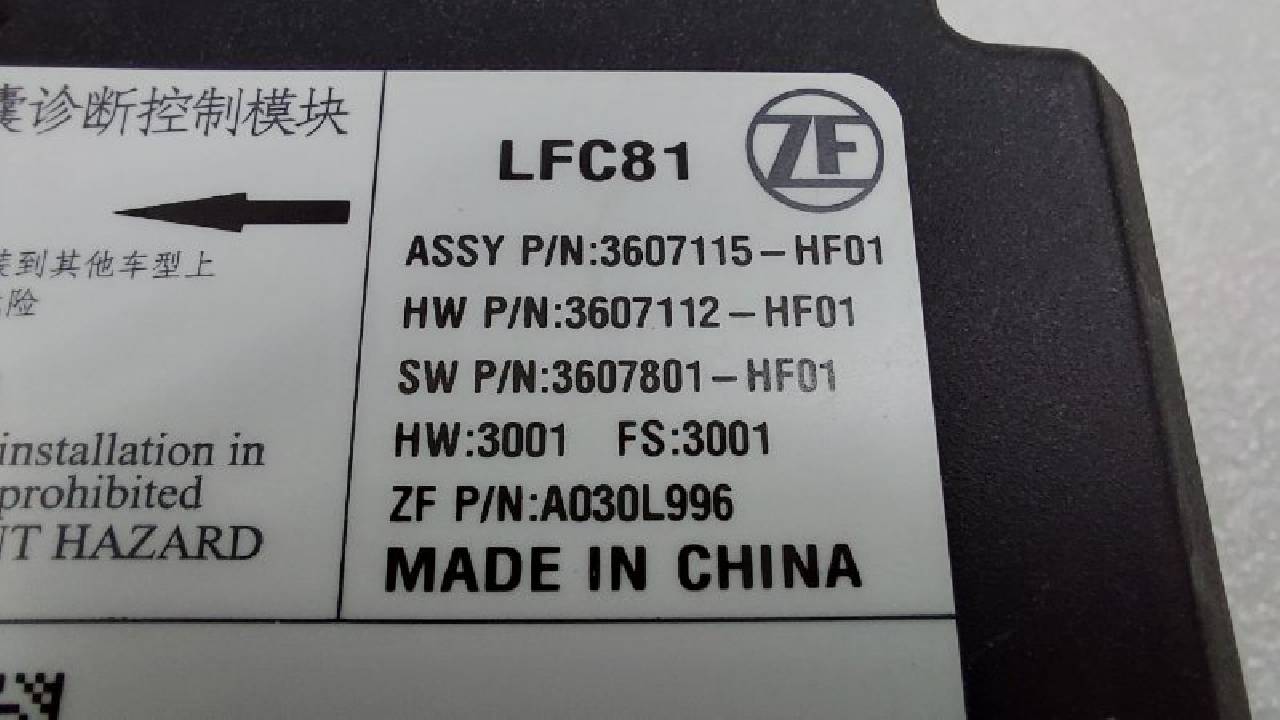 囊诊断控制模块
装到其他车型上
危险
installation in
prohibited
NT HAZARD
ZF
LFC81
ASSY P/N:3607115-HF01
HW P/N:3607112-HF01
SW P/N:3607801-HF01
HW:3001 FS:3001
ZF P/N:A030L996
MADE IN CHINA